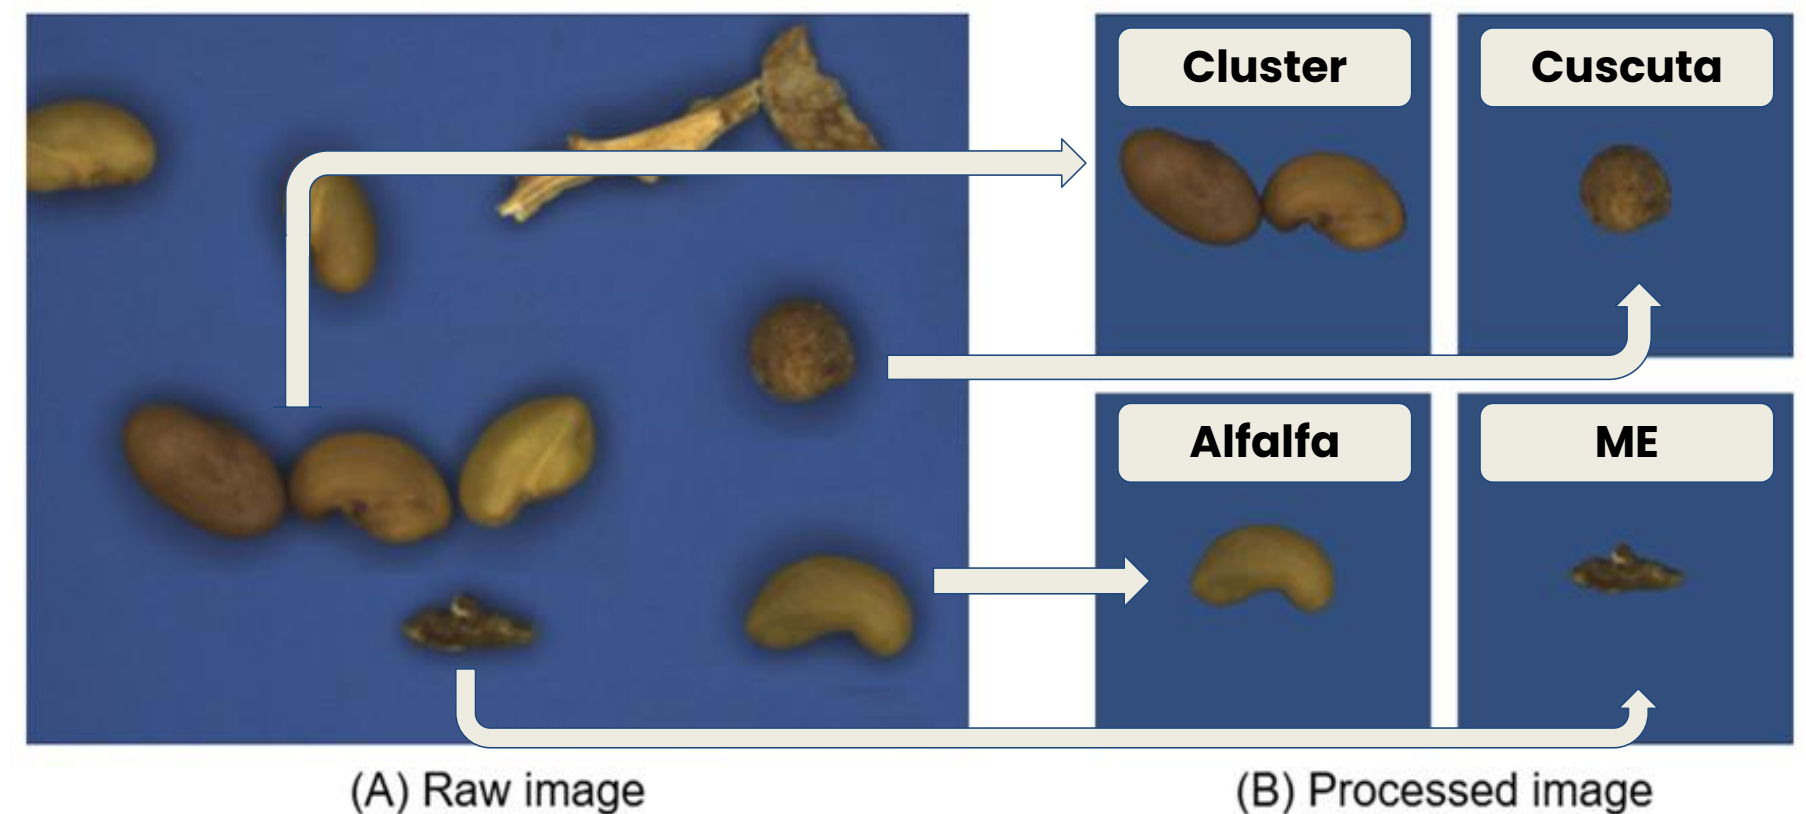 Cluster
Cuscuta
Alfalfa
ME
(A) Raw image
(B) Processed image